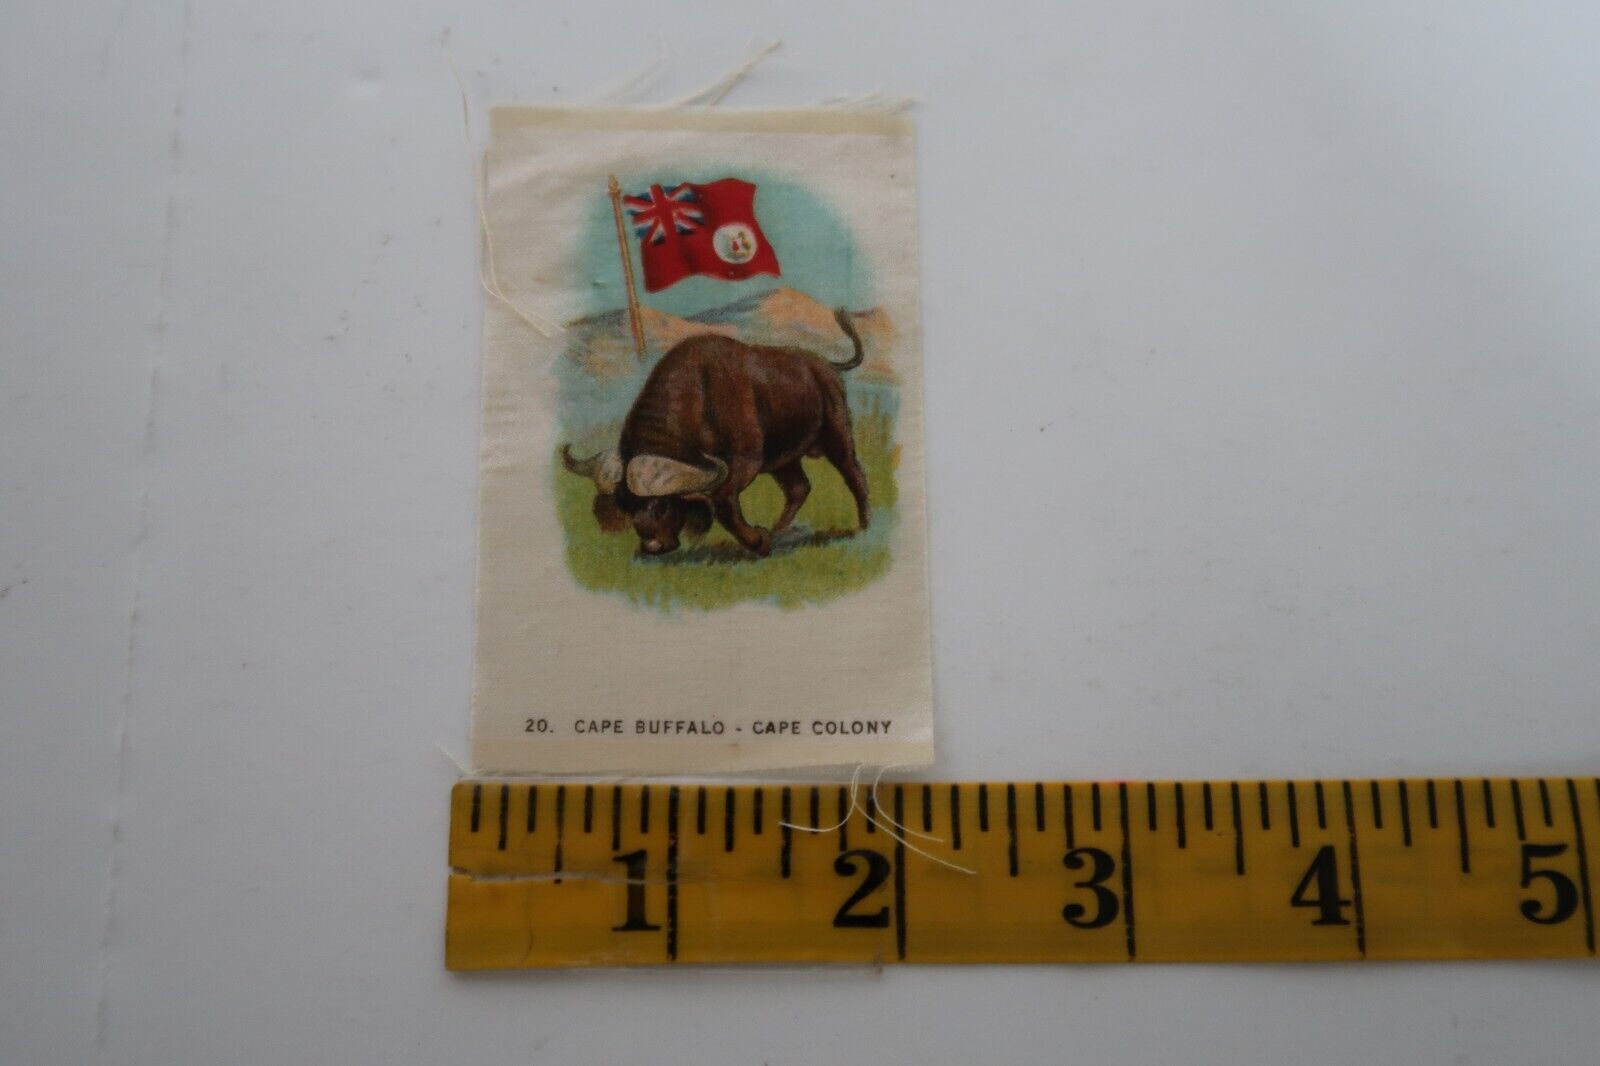 20. CAPE BUFFALO - CAPE COLONY
1 2 3 4 5